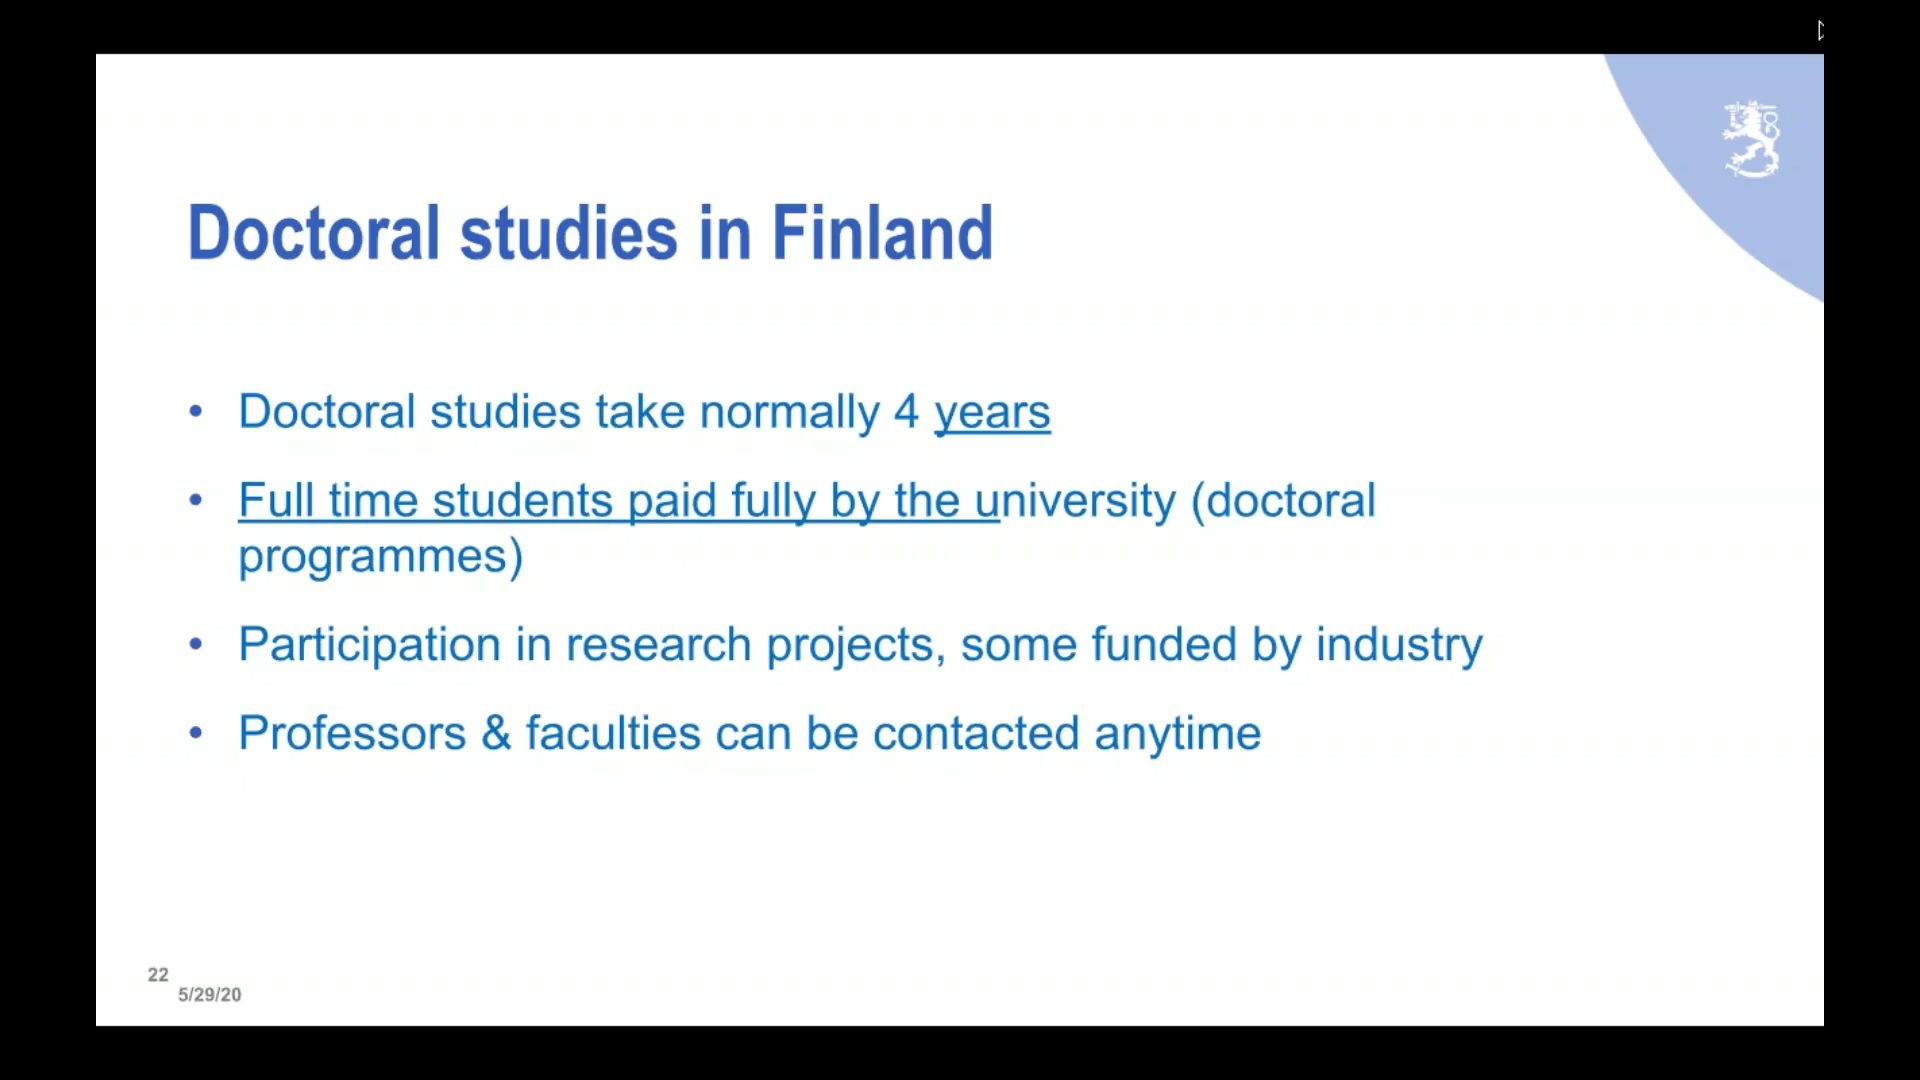 Doctoral studies in Finland
• Doctoral studies take normally 4 years
• Full time students paid fully by the university (doctoral
programmes)
• Participation in research projects, some funded by industry
• Professors & faculties can be contacted anytime
22
5/29/20